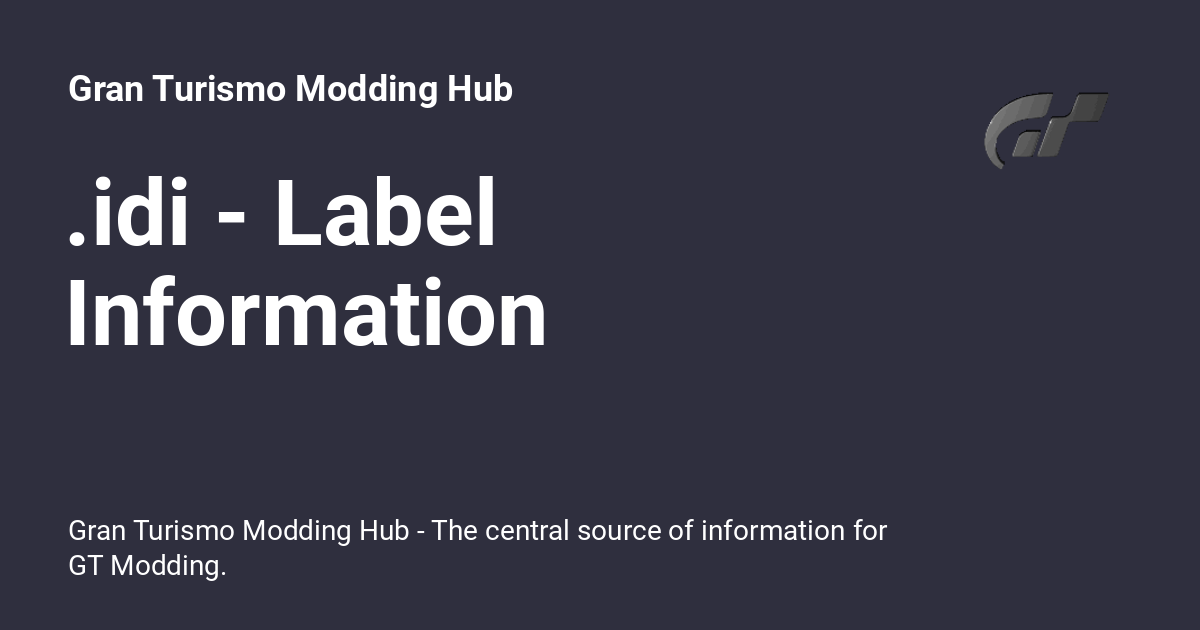 Gran Turismo Modding Hub
.idi - Label
Information
Gran Turismo Modding Hub - The central source of information for
GT Modding.